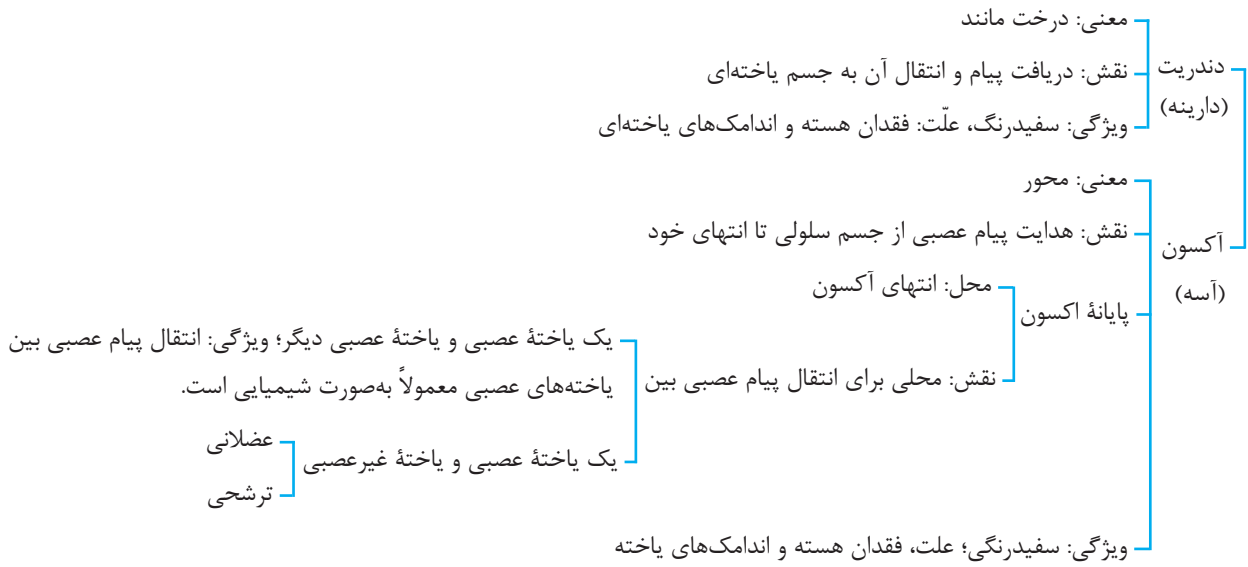 دندریت
(دارینه)
معنی: درخت مانند
نقش: دریافت پیام و انتقال آن به جسم یاخته‌ای
ویژگی: سفیدرنگ، علّت: فقدان هسته و اندامک‌های یاخته‌ای
آکسون
(آسه)
معنی: محور
نقش: هدایت پیام عصبی از جسم سلولی تا انتهای خود
پایانهٔ اکسون
محل: انتهای آکسون
نقش: محلی برای انتقال پیام عصبی بین
یک یاختهٔ عصبی و یاختهٔ عصبی دیگر؛ ویژگی: انتقال پیام عصبی بین
یاخته‌های عصبی معمولاً به‌صورت شیمیایی است.
یک یاختهٔ عصبی و یاختهٔ غیرعصبی
عضلانی
ترشحی
ویژگی: سفیدرنگی؛ علت، فقدان هسته و اندامک‌های یاخته